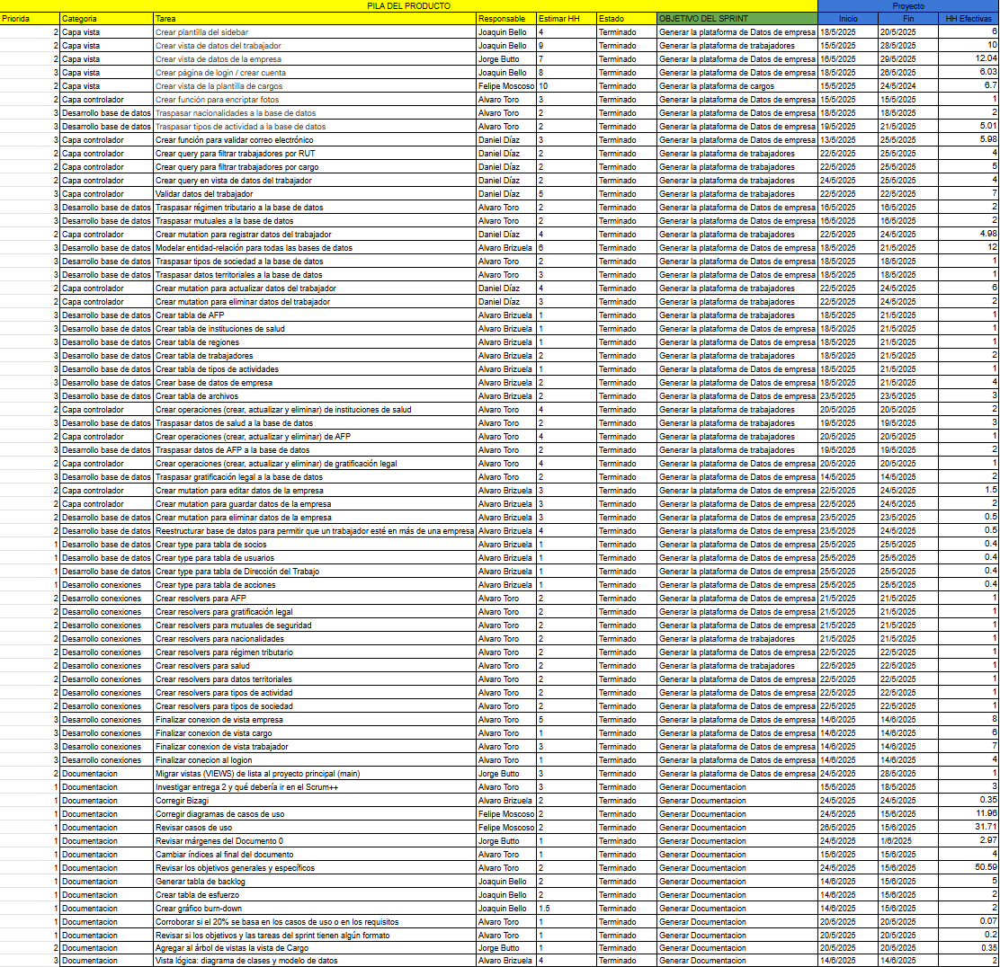 PILA DEL PRODUCTO Proyecto
Priorida Categoria Tarea Responsable Estimar HH Estado OBJETIVO DEL SPRINT Inicio Fin HH Efectivas
2 Capa vista Crear plantilla del sidebar Joaquin Bello 4 Terminado Generar la plataforma de Datos de empresa 18/5/2025 20/5/2025 6
2 Capa vista Crear vista de datos del trabajador Joaquin Bello 9 Terminado Generar la plataforma de trabajadores 15/5/2025 28/5/2025 10
2 Capa vista Crear vista de datos de la empresa Jorge Butto 7 Terminado Generar la plataforma de Datos de empresa 16/5/2025 29/5/2025 12.04
3 Capa vista Crear página de login / crear cuenta Joaquin Bello 8 Terminado Generar la plataforma de Datos de empresa 18/5/2025 26/5/2025 6.03
2 Capa vista Crear vista de la plantilla de cargos Felipe Moscoso 10 Terminado Generar la plataforma de cargos 15/5/2025 24/5/2024 6.7
2 Capa controlador Crear función para encriptar fotos Alvaro Toro 3 Terminado Generar la plataforma de Datos de empresa 15/5/2025 15/5/2025 1
3 Desarrollo base de datos Traspasar nacionalidades a la base de datos Alvaro Toro 2 Terminado Generar la plataforma de trabajadores 18/5/2025 18/5/2025 2
3 Desarrollo base de datos Traspasar tipos de actividad a la base de datos Alvaro Toro 2 Terminado Generar la plataforma de Datos de empresa 19/5/2025 21/5/2025 5.01
3 Capa controlador Crear función para validar correo electrónico Daniel Díaz 3 Terminado Generar la plataforma de Datos de empresa 13/5/2025 25/5/2025 5.98
2 Capa controlador Crear query para filtrar trabajadores por RUT Daniel Díaz 2 Terminado Generar la plataforma de trabajadores 22/5/2025 25/5/2025 4
2 Capa controlador Crear query para filtrar trabajadores por cargo Daniel Díaz 2 Terminado Generar la plataforma de trabajadores 22/5/2025 25/5/2025 5
2 Capa controlador Crear query en vista de datos del trabajador Daniel Díaz 2 Terminado Generar la plataforma de trabajadores 24/5/2025 25/5/2025 4
3 Capa controlador Validar datos del trabajador Daniel Díaz 5 Terminado Generar la plataforma de trabajadores 22/5/2025 22/5/2025 7
3 Desarrollo base de datos Traspasar régimen tributario a la base de datos Alvaro Toro 2 Terminado Generar la plataforma de Datos de empresa 16/5/2025 16/5/2025 2
3 Desarrollo base de datos Traspasar mutuales a la base de datos Alvaro Toro 2 Terminado Generar la plataforma de Datos de empresa 16/5/2025 16/5/2025 2
2 Capa controlador Crear mutation para registrar datos del trabajador Daniel Díaz 4 Terminado Generar la plataforma de trabajadores 22/5/2025 24/5/2025 4.98
3 Desarrollo base de datos Modelar entidad-relación para todas las bases de datos Alvaro Brizuela 6 Terminado Generar la plataforma de Datos de empresa 18/5/2025 21/5/2025 12
3 Desarrollo base de datos Traspasar tipos de sociedad a la base de datos Alvaro Toro 2 Terminado Generar la plataforma de Datos de empresa 18/5/2025 18/5/2025 1
3 Desarrollo base de datos Traspasar datos territoriales a la base de datos Alvaro Toro 3 Terminado Generar la plataforma de Datos de empresa 18/5/2025 18/5/2025 1
2 Capa controlador Crear mutation para actualizar datos del trabajador Daniel Díaz 4 Terminado Generar la plataforma de trabajadores 22/5/2025 24/5/2025 6
2 Capa controlador Crear mutation para eliminar datos del trabajador Daniel Díaz 3 Terminado Generar la plataforma de trabajadores 22/5/2025 24/5/2025 2
3 Desarrollo base de datos Crear tabla de AFP Alvaro Brizuela 1 Terminado Generar la plataforma de trabajadores 18/5/2025 21/5/2025 1
3 Desarrollo base de datos Crear tabla de instituciones de salud Alvaro Brizuela 1 Terminado Generar la plataforma de trabajadores 18/5/2025 21/5/2025 1
3 Desarrollo base de datos Crear tabla de regiones Alvaro Brizuela 1 Terminado Generar la plataforma de Datos de empresa 18/5/2025 21/5/2025 1
3 Desarrollo base de datos Crear tabla de trabajadores Alvaro Brizuela 2 Terminado Generar la plataforma de trabajadores 18/5/2025 21/5/2025 2
3 Desarrollo base de datos Crear tabla de tipos de actividades Alvaro Brizuela 1 Terminado Generar la plataforma de Datos de empresa 18/5/2025 21/5/2025 1
3 Desarrollo base de datos Crear base de datos de empresa Alvaro Brizuela 2 Terminado Generar la plataforma de Datos de empresa 18/5/2025 21/5/2025 4
3 Desarrollo base de datos Crear tabla de archivos Alvaro Brizuela 2 Terminado Generar la plataforma de Datos de empresa 23/5/2025 23/5/2025 3
2 Capa controlador Crear operaciones (crear, actualizar y eliminar) de instituciones de salud Alvaro Toro 4 Terminado Generar la plataforma de trabajadores 20/5/2025 20/5/2025 2
3 Desarrollo base de datos Traspasar datos de salud a la base de datos Alvaro Toro 2 Terminado Generar la plataforma de trabajadores 19/5/2025 19/5/2025 3
2 Capa controlador Crear operaciones (crear, actualizar y eliminar) de AFP Alvaro Toro 4 Terminado Generar la plataforma de trabajadores 20/5/2025 20/5/2025 1
3 Desarrollo base de datos Traspasar datos de AFP a la base de datos Alvaro Toro 2 Terminado Generar la plataforma de trabajadores 19/5/2025 19/5/2025 2
2 Capa controlador Crear operaciones (crear, actualizar y eliminar) de gratificación legal Alvaro Toro 4 Terminado Generar la plataforma de Datos de empresa 20/5/2025 20/5/2025 1
3 Desarrollo base de datos Traspasar gratificación legal a la base de datos Alvaro Toro 2 Terminado Generar la plataforma de Datos de empresa 14/5/2025 14/5/2025 2
2 Capa controlador Crear mutation para editar datos de la empresa Alvaro Brizuela 3 Terminado Generar la plataforma de Datos de empresa 22/5/2025 24/5/2025 1.5
2 Capa controlador Crear mutation para guardar datos de la empresa Alvaro Brizuela 3 Terminado Generar la plataforma de Datos de empresa 22/5/2025 24/5/2025 2
2 Desarrollo base de datos Crear mutation para eliminar datos de la empresa Alvaro Brizuela 3 Terminado Generar la plataforma de Datos de empresa 23/5/2025 23/5/2025 0.5
2 Desarrollo base de datos Reestructurar base de datos para permitir que un trabajador esté en más de una empresa Alvaro Brizuela 4 Terminado Generar la plataforma de Datos de empresa 23/5/2025 24/5/2025 0.5
1 Desarrollo base de datos Crear type para tabla de socios Alvaro Brizuela 1 Terminado Generar la plataforma de Datos de empresa 25/5/2025 25/5/2025 0.4
1 Desarrollo base de datos Crear type para tabla de usuarios Alvaro Brizuela 1 Terminado Generar la plataforma de Datos de empresa 25/5/2025 25/5/2025 0.4
1 Desarrollo base de datos Crear type para tabla de Dirección del Trabajo Alvaro Brizuela 1 Terminado Generar la plataforma de Datos de empresa 25/5/2025 25/5/2025 0.4
1 Desarrollo conexiones Crear type para tabla de acciones Alvaro Brizuela 1 Terminado Generar la plataforma de Datos de empresa 25/5/2025 25/5/2025 0.4
2 Desarrollo conexiones Crear resolvers para AFP Alvaro Toro 2 Terminado Generar la plataforma de trabajadores 21/5/2025 21/5/2025 1
2 Desarrollo conexiones Crear resolvers para gratificación legal Alvaro Toro 2 Terminado Generar la plataforma de Datos de empresa 21/5/2025 21/5/2025 1
2 Desarrollo conexiones Crear resolvers para mutuales de seguridad Alvaro Toro 2 Terminado Generar la plataforma de Datos de empresa 21/5/2025 21/5/2025 1
2 Desarrollo conexiones Crear resolvers para nacionalidades Alvaro Toro 2 Terminado Generar la plataforma de trabajadores 21/5/2025 21/5/2025 1
2 Desarrollo conexiones Crear resolvers para régimen tributario Alvaro Toro 2 Terminado Generar la plataforma de Datos de empresa 22/5/2025 22/5/2025 1
2 Desarrollo conexiones Crear resolvers para salud Alvaro Toro 2 Terminado Generar la plataforma de trabajadores 22/5/2025 22/5/2025 1
2 Desarrollo conexiones Crear resolvers para datos territoriales Alvaro Toro 2 Terminado Generar la plataforma de Datos de empresa 22/5/2025 22/5/2025 1
2 Desarrollo conexiones Crear resolvers para tipos de actividad Alvaro Toro 2 Terminado Generar la plataforma de Datos de empresa 22/5/2025 22/5/2025 1
2 Desarrollo conexiones Crear resolvers para tipos de sociedad Alvaro Toro 2 Terminado Generar la plataforma de Datos de empresa 22/5/2025 22/5/2025 1
3 Desarrollo conexiones Finalizar conexion de vista empresa Alvaro Toro 5 Terminado Generar la plataforma de Datos de empresa 14/6/2025 14/6/2025 8
3 Desarrollo conexiones Finalizar conexion de vista cargo Alvaro Toro 1 Terminado Generar la plataforma de Datos de empresa 14/6/2025 14/6/2025 6
3 Desarrollo conexiones Finalizar conexion de vista trabajador Alvaro Toro 3 Terminado Generar la plataforma de Datos de empresa 14/6/2025 14/6/2025 7
3 Desarrollo conexiones Finalizar conecion al logion Alvaro Toro 1 Terminado Generar la plataforma de Datos de empresa 14/6/2025 14/6/2025 4
2 Documentacion Migrar vistas (VIEWS) de lista al proyecto principal (main) Jorge Butto 3 Terminado Generar la plataforma de Datos de empresa 24/5/2025 28/5/2025 1
1 Documentacion Investigar entrega 2 y qué debería ir en el Scrum++ Alvaro Toro 3 Terminado Generar Documentacion 15/5/2025 18/5/2025 3
1 Documentacion Corregir Bizagi Alvaro Brizuela 2 Terminado Generar Documentacion 24/5/2025 24/5/2025 0.35
1 Documentacion Corregir diagramas de casos de uso Felipe Moscoso 2 Terminado Generar Documentacion 24/5/2025 15/6/2025 11.96
1 Documentacion Revisar casos de uso Felipe Moscoso 2 Terminado Generar Documentacion 26/5/2025 15/6/2025 31.71
1 Documentacion Revisar márgenes del Documento 0 Jorge Butto 1 Terminado Generar Documentacion 24/5/2025 1/6/2025 2.97
1 Documentacion Cambiar índices al final del documento Alvaro Toro 1 Terminado Generar Documentacion 15/6/2025 15/6/2025 4
1 Documentacion Revisar los objetivos generales y específicos Alvaro Toro 2 Terminado Generar Documentacion 24/5/2025 15/6/2025 50.59
1 Documentacion Generar tabla de backlog Joaquin Bello 2 Terminado Generar Documentacion 14/6/2025 15/6/2025 5
1 Documentacion Crear tabla de esfuerzo Joaquin Bello 2 Terminado Generar Documentacion 14/6/2025 15/6/2025 2
1 Documentacion Crear gráfico burn-down Joaquin Bello 1.5 Terminado Generar Documentacion 14/6/2025 15/6/2025 2
1 Documentacion Corroborar si el 20% se basa en los casos de uso o en los requisitos Alvaro Toro 1 Terminado Generar Documentacion 20/5/2025 20/5/2025 0.07
1 Documentacion Revisar si los objetivos y las tareas del sprint tienen algún formato Alvaro Toro 1 Terminado Generar Documentacion 20/5/2025 20/5/2025 0.2
2 Documentacion Agregar al árbol de vistas la vista de Cargo Jorge Butto 1 Terminado Generar Documentacion 20/5/2025 20/5/2025 0.35
3 Documentacion Vista lógica: diagrama de clases y modelo de datos Alvaro Brizuela 4 Terminado Generar Documentacion 14/6/2025 14/6/2025 2